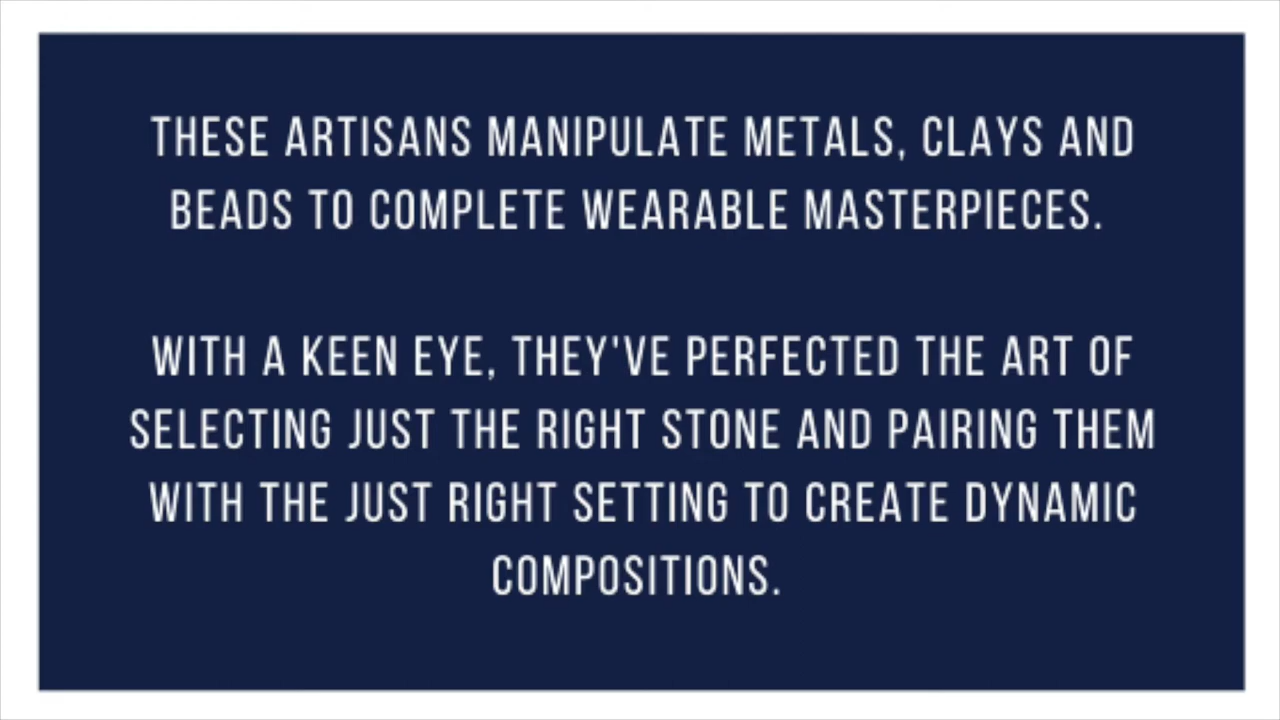 THESE ARTISANS MANIPULATE METALS, CLAYS AND
BEADS TO COMPLETE WEARABLE MASTERPIECES.
WITH A KEEN EYE, THEY'VE PERFECTED THE ART OF
SELECTING JUST THE RIGHT STONE AND PAIRING THEM
WITH THE JUST RIGHT SETTING TO CREATE DYNAMIC
COMPOSITIONS.